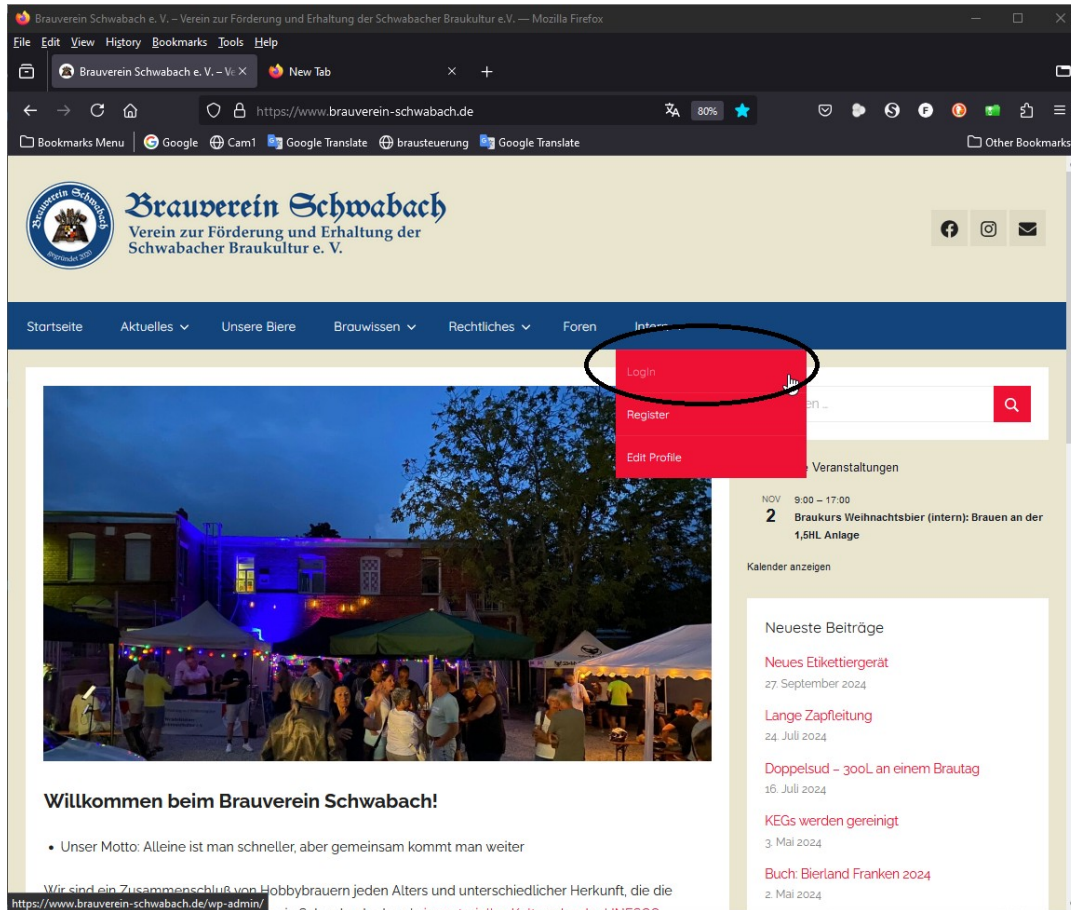 Brauverein Schwabach e. V. – Verein zur Förderung und Erhaltung der Schwabacher Braukultur e.V. — Mozilla Firefox
File Edit View History Bookmarks Tools Help
Brauverein Schwabach e. V. – Ve New Tab
https://www.brauverein-schwabach.de 80%
Bookmarks Menu Google Cam1 Google Translate brausteuerung Google Translate Other Bookmarks
Brauverein Schwabach
gegründet 2020
Brauverein Schwabach
Verein zur Förderung und Erhaltung der
Schwabacher Braukultur e. V.
Startseite Aktuelles Unsere Biere Brauwissen Rechtliches Foren Intern
Login
Register
Edit Profile
Veranstaltungen
NOV 9:00 – 17:00
2 Braukurs Weihnachtsbier (intern): Brauen an der
1,5HL Anlage
Kalender anzeigen
Neueste Beiträge
Neues Etikettiergerät
27. September 2024
Lange Zapfleitung
24. Juli 2024
Doppelsud – 300L an einem Brautag
16. Juli 2024
KEGs werden gereinigt
3. Mai 2024
Buch: Bierland Franken 2024
2. Mai 2024
Willkommen beim Brauverein Schwabach!
• Unser Motto: Alleine ist man schneller, aber gemeinsam kommt man weiter
Wir sind ein Zusammenschluß von Hobbybrauern jeden Alters und unterschiedlicher Herkunft, die die
https://www.brauverein-schwabach.de/wp-admin/